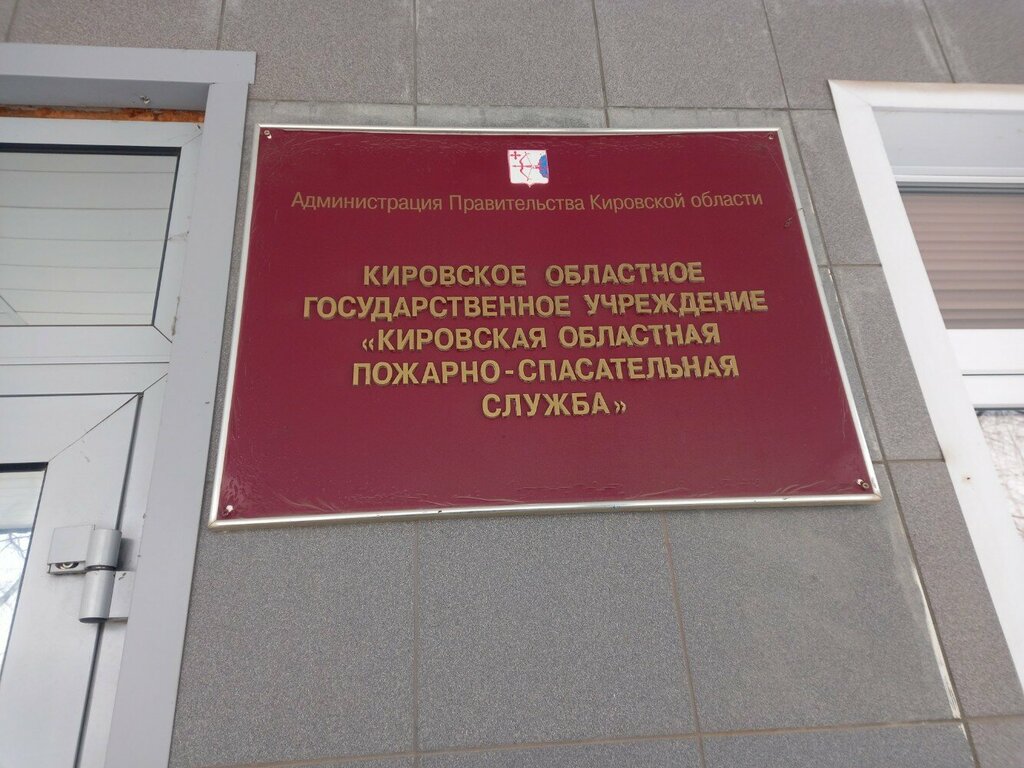 Администрация Правительства Кировской области
КИРОВСКОЕ ОБЛАСТНОЕ
ГОСУДАРСТВЕННОЕ УЧРЕЖДЕНИЕ
«КИРОВСКАЯ ОБЛАСТНАЯ
ПОЖАРНО-СПАСАТЕЛЬНАЯ
СЛУЖБА»